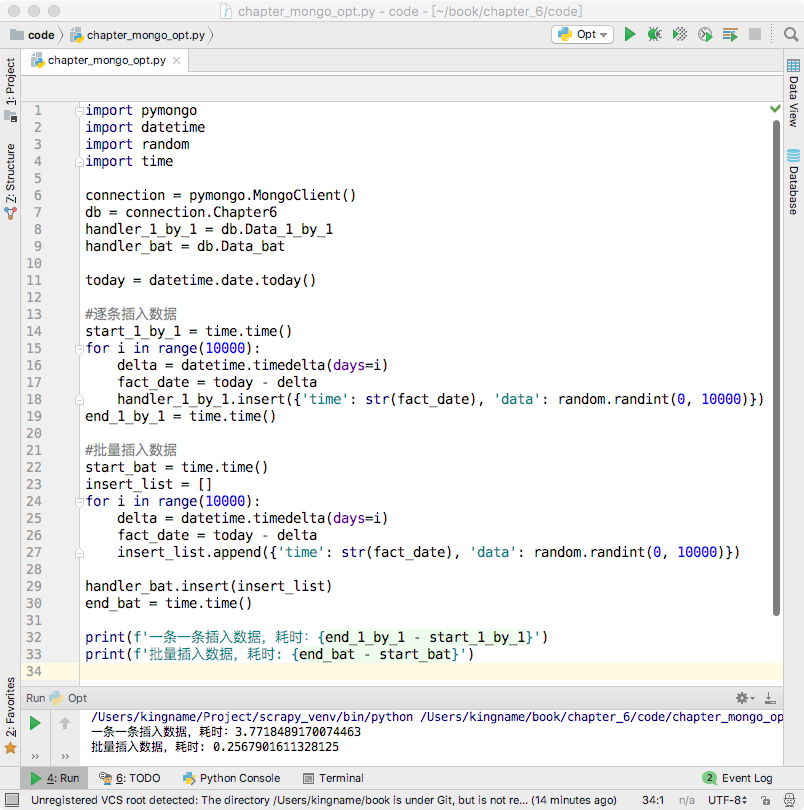 chapter_mongo_opt.py - code - [~/book/chapter_6/code]
code chapter_mongo_opt.py Opt
chapter_mongo_opt.py
1: Project
Z: Structure
2: Favorites
Data View
Database
1 import pymongo
2 import datetime
3 import random
4 import time
5
6 connection = pymongo.MongoClient()
7 db = connection.Chapter6
8 handler_1_by_1 = db.Data_1_by_1
9 handler_bat = db.Data_bat
10
11 today = datetime.date.today()
12
13 #逐条插入数据
14 start_1_by_1 = time.time()
15 for i in range(10000):
16     delta = datetime.timedelta(days=i)
17     fact_date = today - delta
18     handler_1_by_1.insert({'time': str(fact_date), 'data': random.randint(0, 10000)})
19 end_1_by_1 = time.time()
20
21 #批量插入数据
22 start_bat = time.time()
23 insert_list = []
24 for i in range(10000):
25     delta = datetime.timedelta(days=i)
26     fact_date = today - delta
27     insert_list.append({'time': str(fact_date), 'data': random.randint(0, 10000)})
28
29 handler_bat.insert(insert_list)
30 end_bat = time.time()
31
32 print(f'一条一条插入数据，耗时：{end_1_by_1 - start_1_by_1}')
33 print(f'批量插入数据，耗时: {end_bat - start_bat}')
34
Run Opt
/Users/kingname/Project/scrapy_venv/bin/python /Users/kingname/book/chapter_6/code/chapter_mongo_op
一条一条插入数据，耗时：3.7718489170074463
批量插入数据，耗时: 0.2567901611328125
4: Run 6: TODO Python Console Terminal 2 Event Log
Unregistered VCS root detected: The directory /Users/kingname/book is under Git, but is not re... (14 minutes ago) 34:1 n/a UTF-8